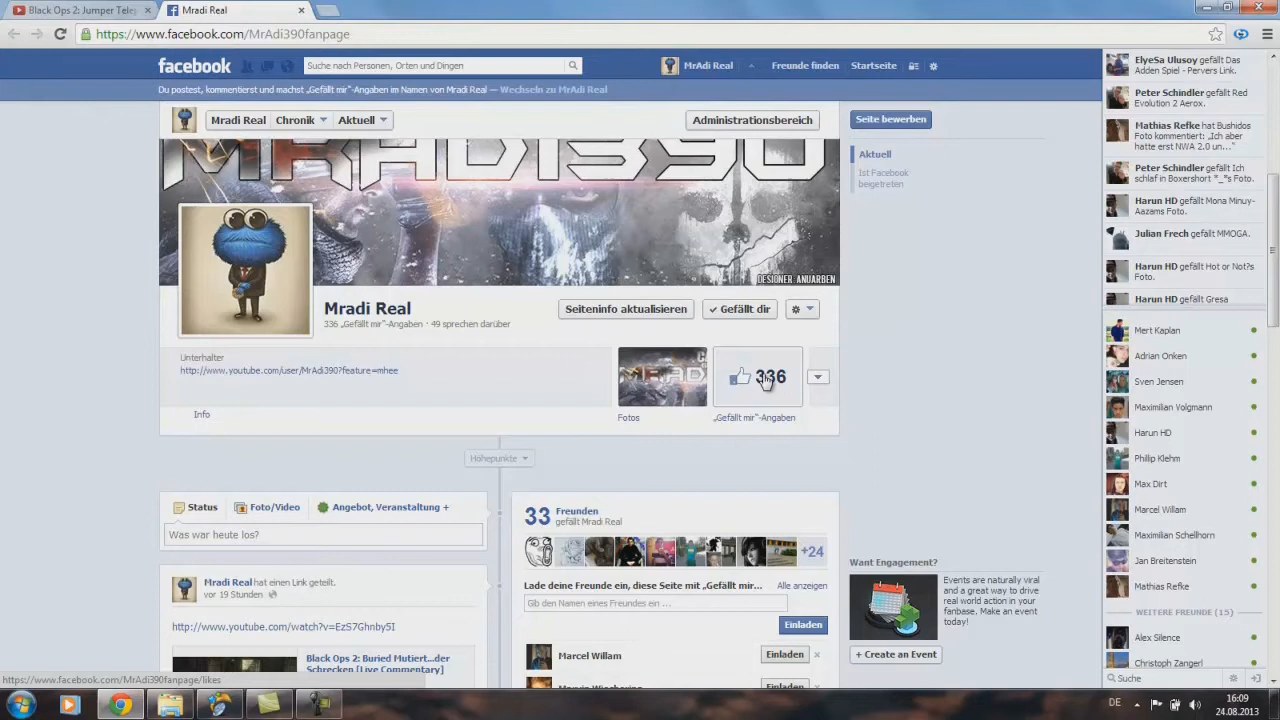 Black Ops 2: Jumper Tele
Mradi Real
https://www.facebook.com/MrAdi390fanpage
facebook
Suche nach Personen, Orten und Dingen
MrAdi Real
Freunde finden
Startseite
Du postest, kommentierst und machst „Gefällt mir“-Angaben im Namen von Mradi Real — Wechseln zu MrAdi Real
Mradi Real
Chronik
Aktuell
Administrationsbereich
MRADI390
DESIGNER: ANUARBEN
Mradi Real
336 „Gefällt mir“-Angaben · 49 sprechen darüber
Seiteninfo aktualisieren
Gefällt dir
Unterhalter
http://www.youtube.com/user/MrAdi390?feature=mhee
Info
Fotos
336
„Gefällt mir“-Angaben
Höhepunkte
Status
Foto/Video
Angebot, Veranstaltung +
Was war heute los?
Mradi Real hat einen Link geteilt.
vor 19 Stunden
http://www.youtube.com/watch?v=EzS7Ghnby5I
Black Ops 2: Buried Mutiert...der
Schrecken [Live Commentary]
33 Freunden
gefällt Mradi Real
+24
Lade deine Freunde ein, diese Seite mit „Gefällt mir...
Alle anzeigen
Gib den Namen eines Freundes ein ...
Einladen
Marcel Willam
Einladen
Einladen
Seite bewerben
Aktuell
Ist Facebook
beigetreten
Want Engagement?
Events are naturally viral
and a great way to drive
real world action in your
fanbase. Make an event
today!
+ Create an Event
ElyeSa Ulusoy gefällt Das
Adden Spiel - Pervers Link.
Peter Schindler gefällt Red
Evolution 2 Aerox.
Mathias Refke hat Bushidos
Foto kommentiert: „Ich aber
hatte erst NWA 2.0 un...“
Peter Schindler gefällt Ich
schlef in Boxershort "_"s Foto.
Harun HD gefällt Mona Minuy-
Aazams Foto.
Julian Frech gefällt MMOGA.
Harun HD gefällt Hot or Not?s
Foto.
Harun HD gefällt Gresa
Mert Kaplan
Adrian Onken
Sven Jensen
Maximilian Volgmann
Harun HD
Phillip Klehm
Max Dirt
Marcel Willam
Maximilian Schellhorn
Jan Breitenstein
Mathias Refke
WEITERE FREUNDE (15)
Alex Silence
Christoph Zangerl
Suche
https://www.facebook.com/MrAdi390fanpage/likes
DE
16:09
24.08.2013